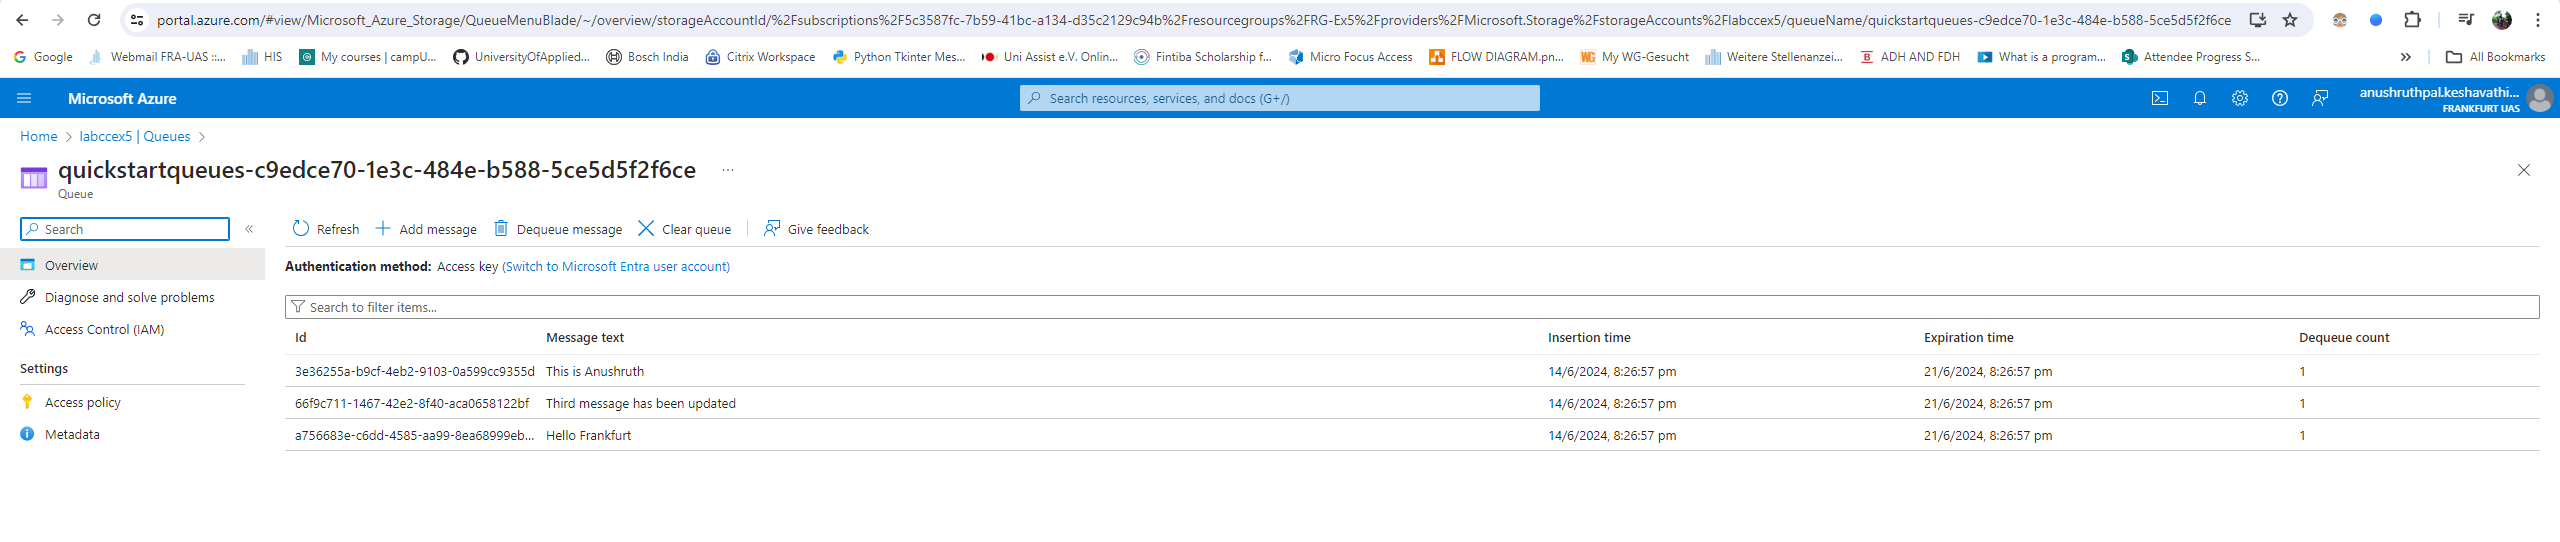 portal.azure.com/#view/Microsoft_Azure_Storage/QueueMenuBlade/~/overview/storageAccountId/%2Fsubscriptions%2F5c3587fc-7b59-41bc-a134-d35c2129c94b%2Fresourcegroups%2FRG-Ex5%2Fproviders%2FMicrosoft.Storage%2FstorageAccounts%2Flabccex5/queueName/quickstartqueues-c9edce70-1e3c-484e-b588-5ce5d5f2f6ce
Google Webmail FRA-UAS ::... HIS My courses | campU... UniversityOfApplied... Bosch India Citrix Workspace Python Tkinter Mes... Uni Assist e.V. Onlin... Fintiba Scholarship f... Micro Focus Access FLOW DIAGRAM.pn... My WG-Gesucht Weitere Stellenanzei... ADH AND FDH What is a program... Attendee Progress S... » All Bookmarks
Microsoft Azure Search resources, services, and docs (G+/) anushruthpal.keshavathi...
FRANKFURT UAS
Home > labccex5 | Queues >
quickstartqueues-c9edce70-1e3c-484e-b588-5ce5d5f2f6ce ...
Queue
Search « Refresh Add message Dequeue message Clear queue Give feedback
Overview
Authentication method: Access key (Switch to Microsoft Entra user account)
Diagnose and solve problems
Search to filter items...
Access Control (IAM)
Id Message text Insertion time Expiration time Dequeue count
Settings
3e36255a-b9cf-4eb2-9103-0a599cc9355d This is Anushruth 14/6/2024, 8:26:57 pm 21/6/2024, 8:26:57 pm 1
Access policy
66f9c711-1467-42e2-8f40-aca0658122bf Third message has been updated 14/6/2024, 8:26:57 pm 21/6/2024, 8:26:57 pm 1
Metadata
a756683e-c6dd-4585-aa99-8ea68999eb... Hello Frankfurt 14/6/2024, 8:26:57 pm 21/6/2024, 8:26:57 pm 1